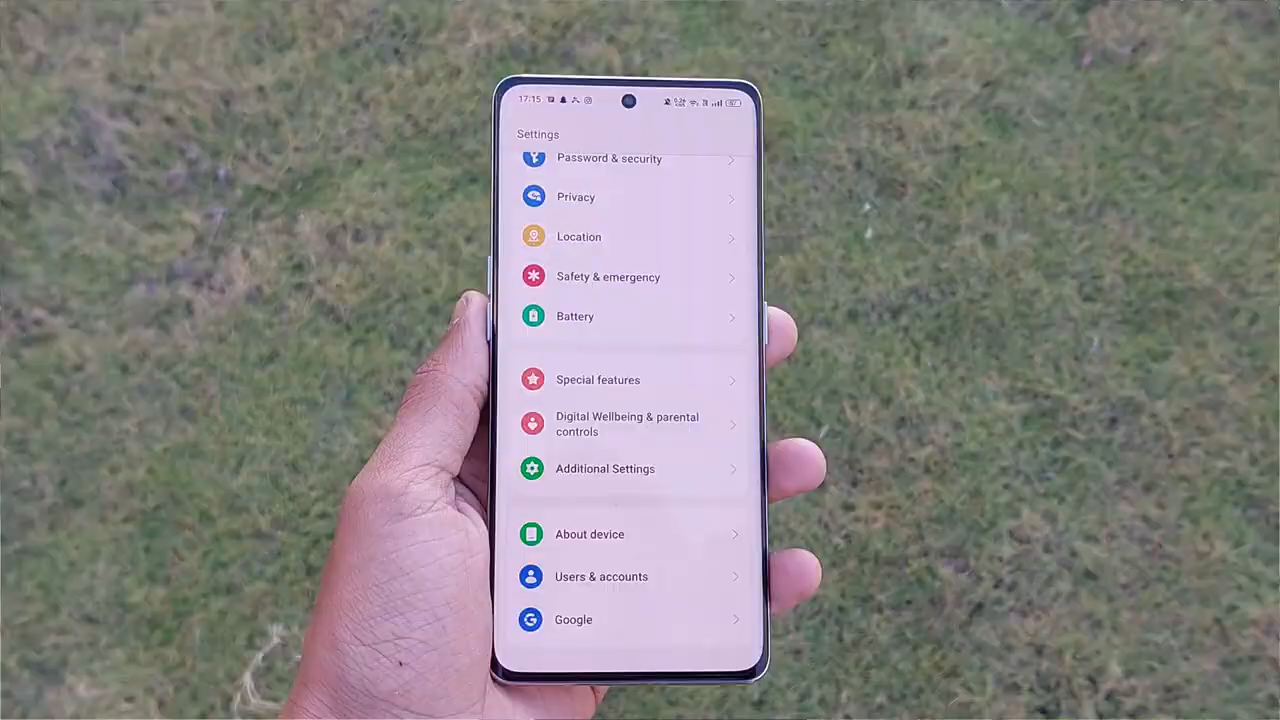 17:15
Settings
Password & security
Privacy
Location
Safety & emergency
Battery
Special features
Digital Wellbeing & parental
controls
Additional Settings
About device
Users & accounts
Google